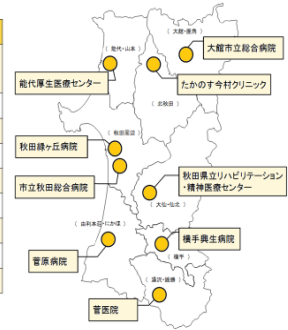 （ 大館・鹿角 ）
大館市立総合病院
（ 能代・山本 ）
能代厚生医療センター
たかのす今村クリニック
（ 北秋田 ）
（ 秋田周辺 ）
秋田緑ヶ丘病院
市立秋田総合病院
秋田県立リハビリテーション
・精神医療センター
（ 大仙・仙北 ）
（ 由利本荘・にかほ ）
菅原病院
横手興生病院
（ 横手 ）
（ 湯沢・雄勝 ）
菅医院